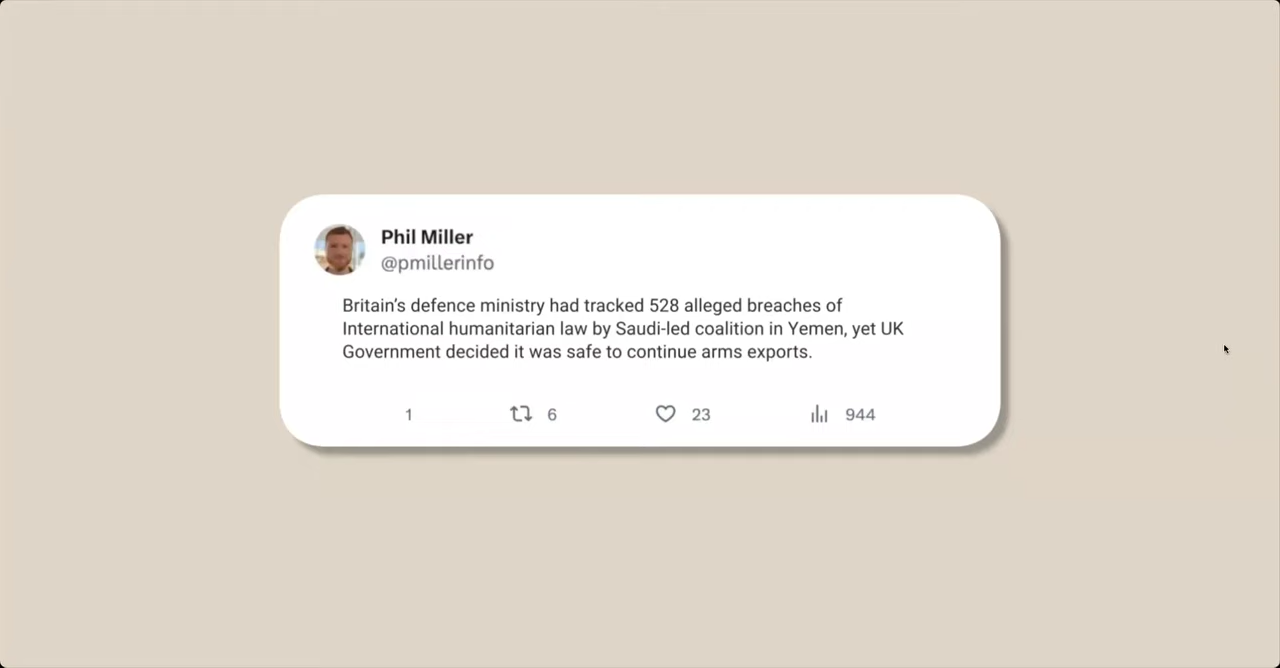 Phil Miller
@pmillerinfo
Britain's defence ministry had tracked 528 alleged breaches of
International humanitarian law by Saudi-led coalition in Yemen, yet UK
Government decided it was safe to continue arms exports.
1 6 23 944